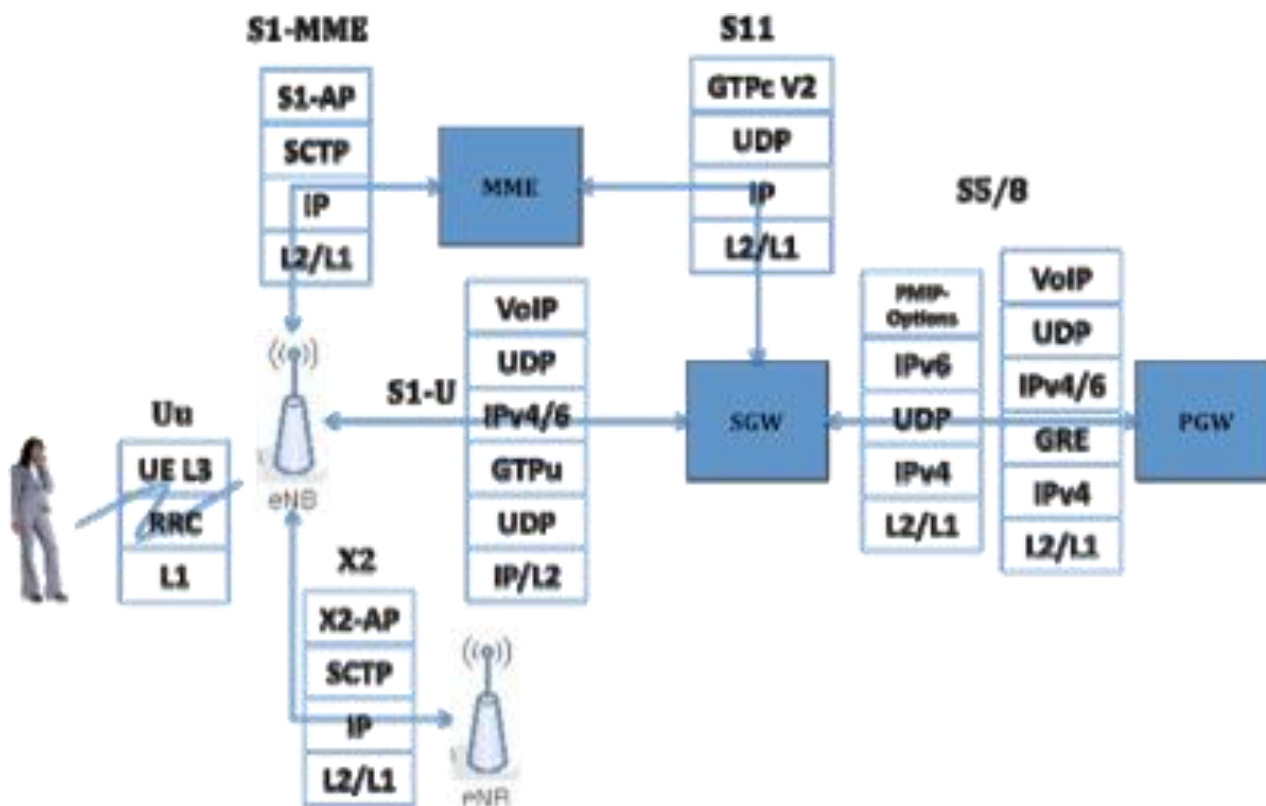 S1-MME
S1-AP
SCTP
IP
L2/L1
MME
S11
GTPc V2
UDP
IP
L2/L1
S5/8
PMIP-
Options
IPv6
UDP
IPv4
L2/L1
VoIP
UDP
IPv4/6
GRE
IPv4
L2/L1
PGW
SGW
S1-U
VoIP
UDP
IPv4/6
GTPu
UDP
IP/L2
eNB
Uu
UE L3
RRC
L1
X2
X2-AP
SCTP
IP
L2/L1
eNB